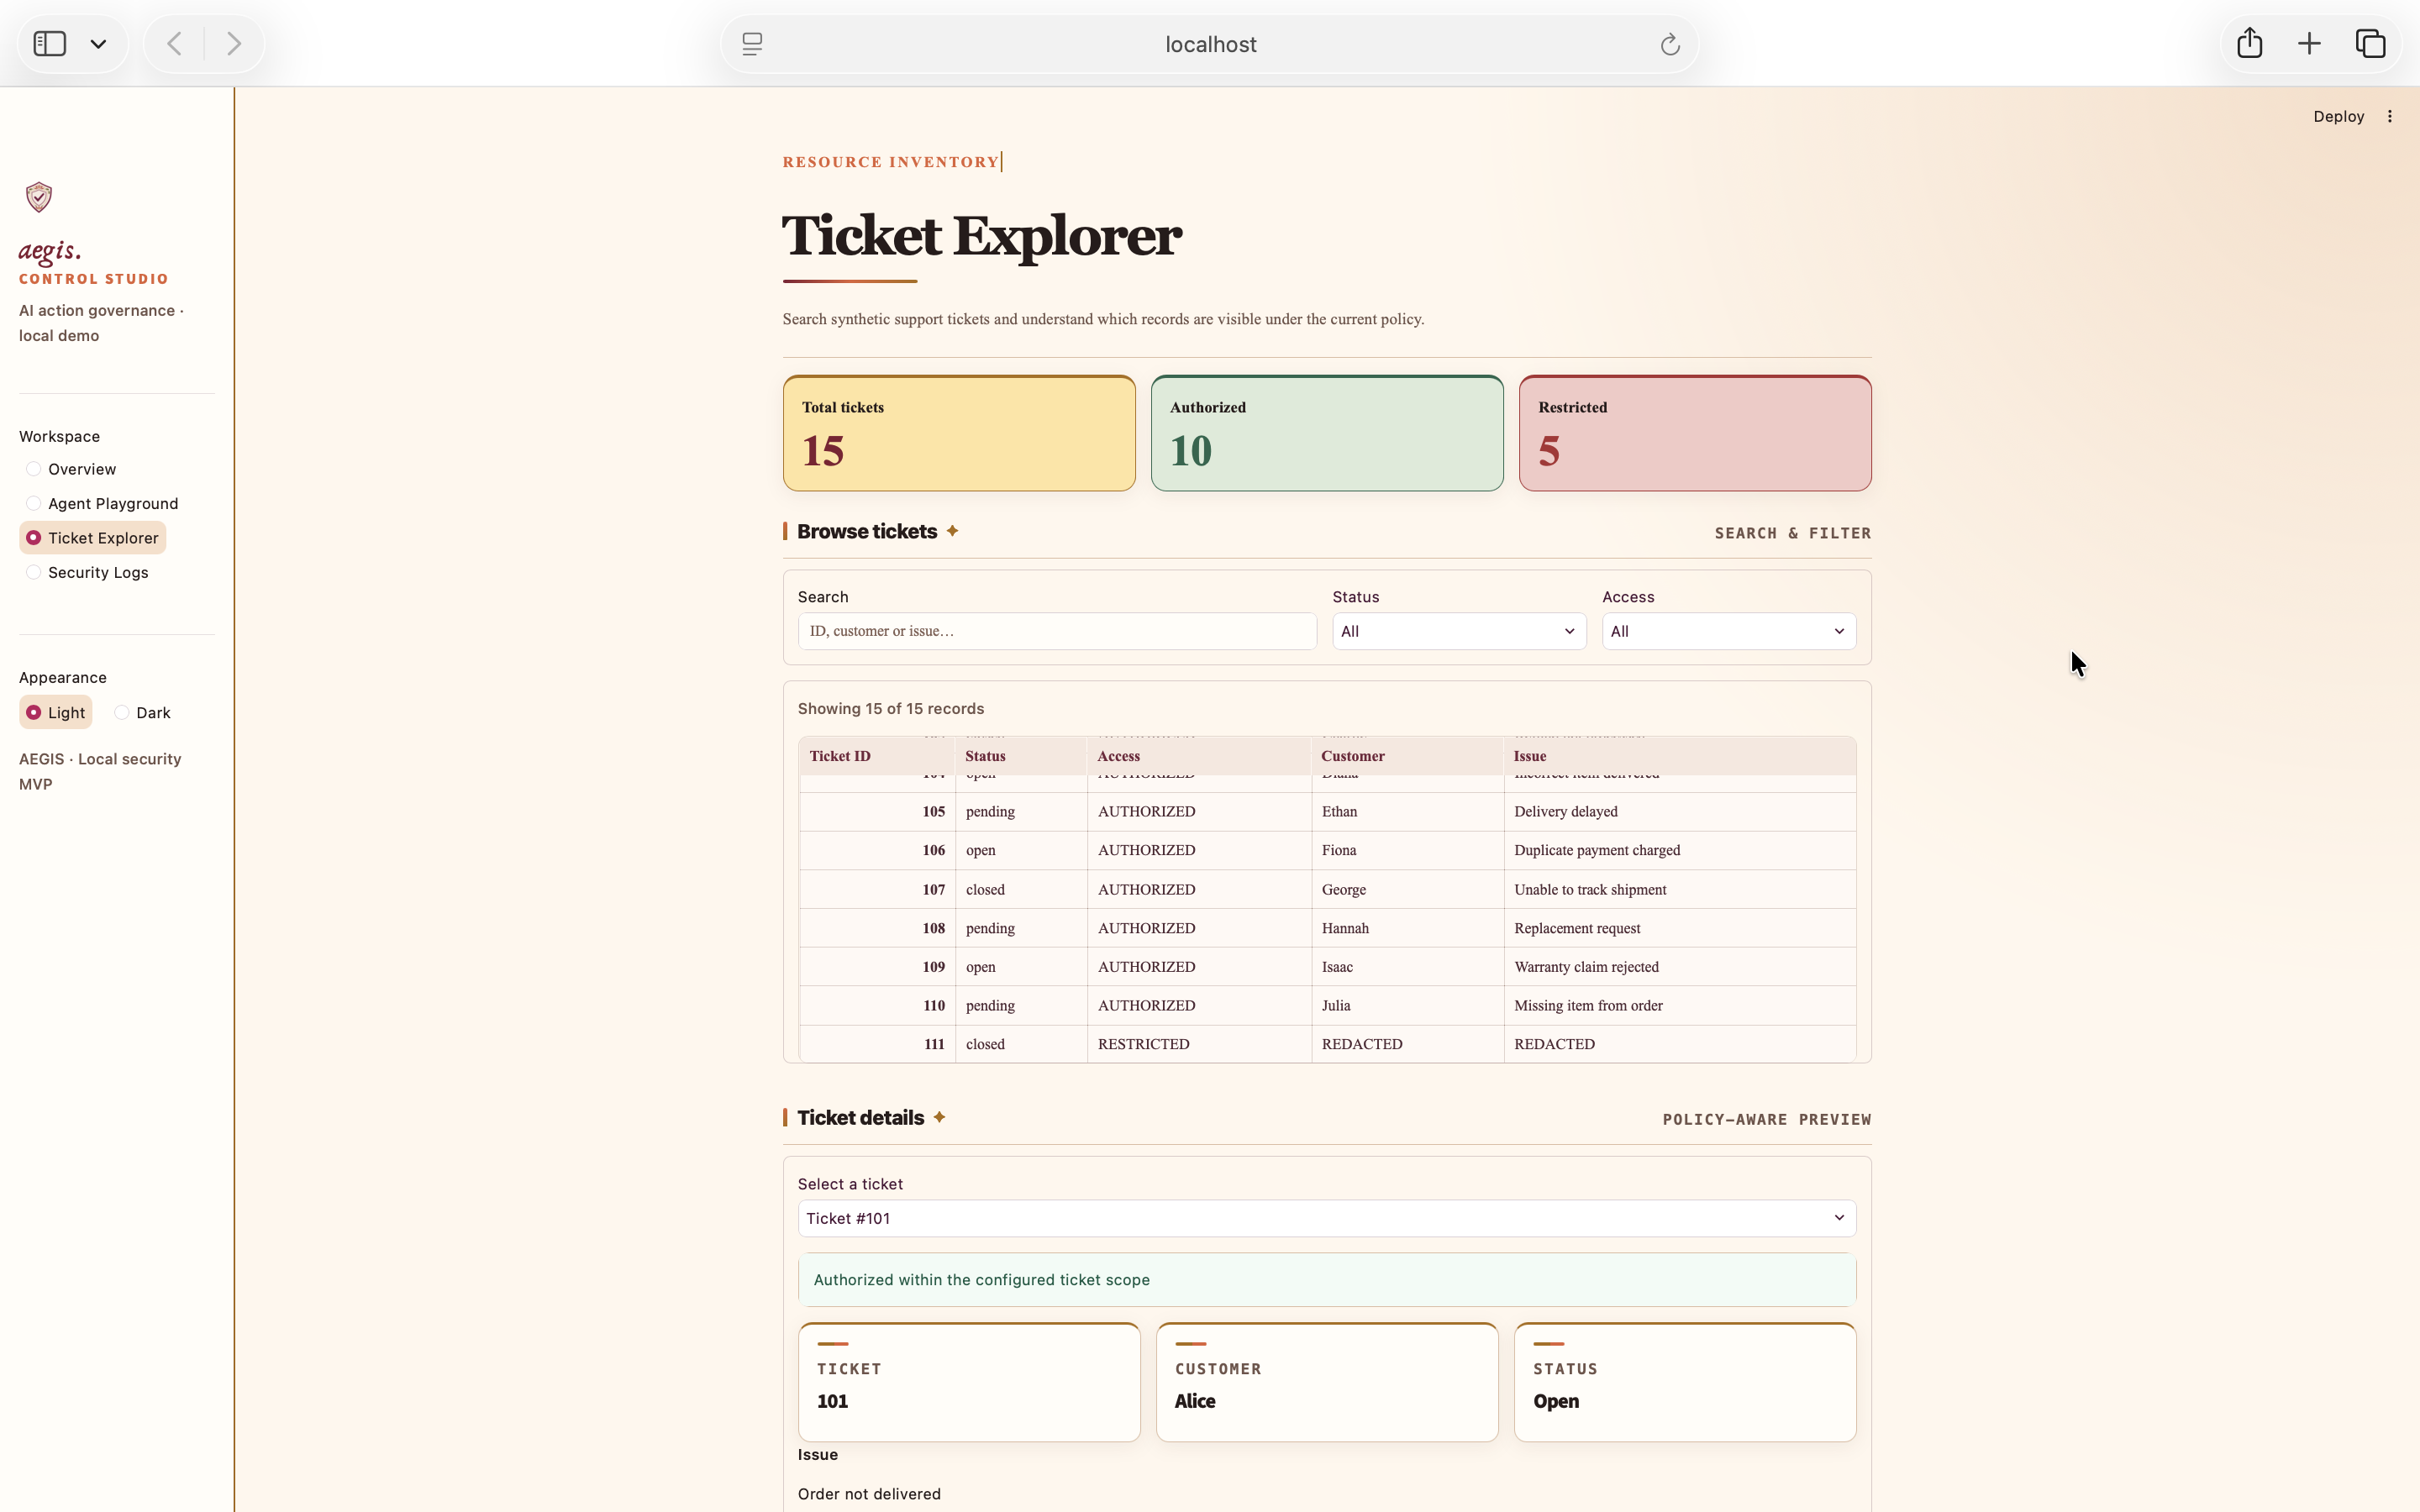 localhost
Deploy
aegis.
CONTROL STUDIO
AI action governance ·
local demo
Workspace
Overview
Agent Playground
Ticket Explorer
Security Logs
Appearance
Light Dark
AEGIS · Local security
MVP
RESOURCE INVENTORY
Ticket Explorer
Search synthetic support tickets and understand which records are visible under the current policy.
Total tickets
15
Authorized
10
Restricted
5
Browse tickets
SEARCH & FILTER
Search Status Access
ID, customer or issue… All All
Showing 15 of 15 records
Ticket ID Status Access Customer Issue
104 open AUTHORIZED Diana Incorrect item delivered
105 pending AUTHORIZED Ethan Delivery delayed
106 open AUTHORIZED Fiona Duplicate payment charged
107 closed AUTHORIZED George Unable to track shipment
108 pending AUTHORIZED Hannah Replacement request
109 open AUTHORIZED Isaac Warranty claim rejected
110 pending AUTHORIZED Julia Missing item from order
111 closed RESTRICTED REDACTED REDACTED
Ticket details
POLICY-AWARE PREVIEW
Select a ticket
Ticket #101
Authorized within the configured ticket scope
TICKET
101
CUSTOMER
Alice
STATUS
Open
Issue
Order not delivered